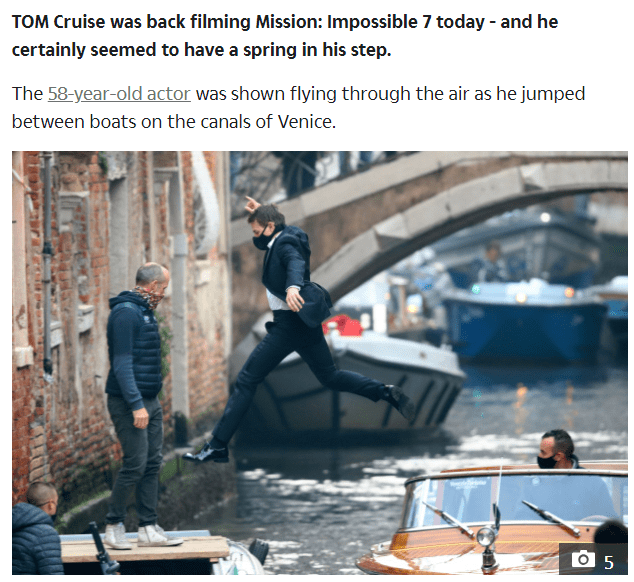 TOM Cruise was back filming Mission: Impossible 7 today - and he
certainly seemed to have a spring in his step.
The 58-year-old actor was shown flying through the air as he jumped
between boats on the canals of Venice.
5